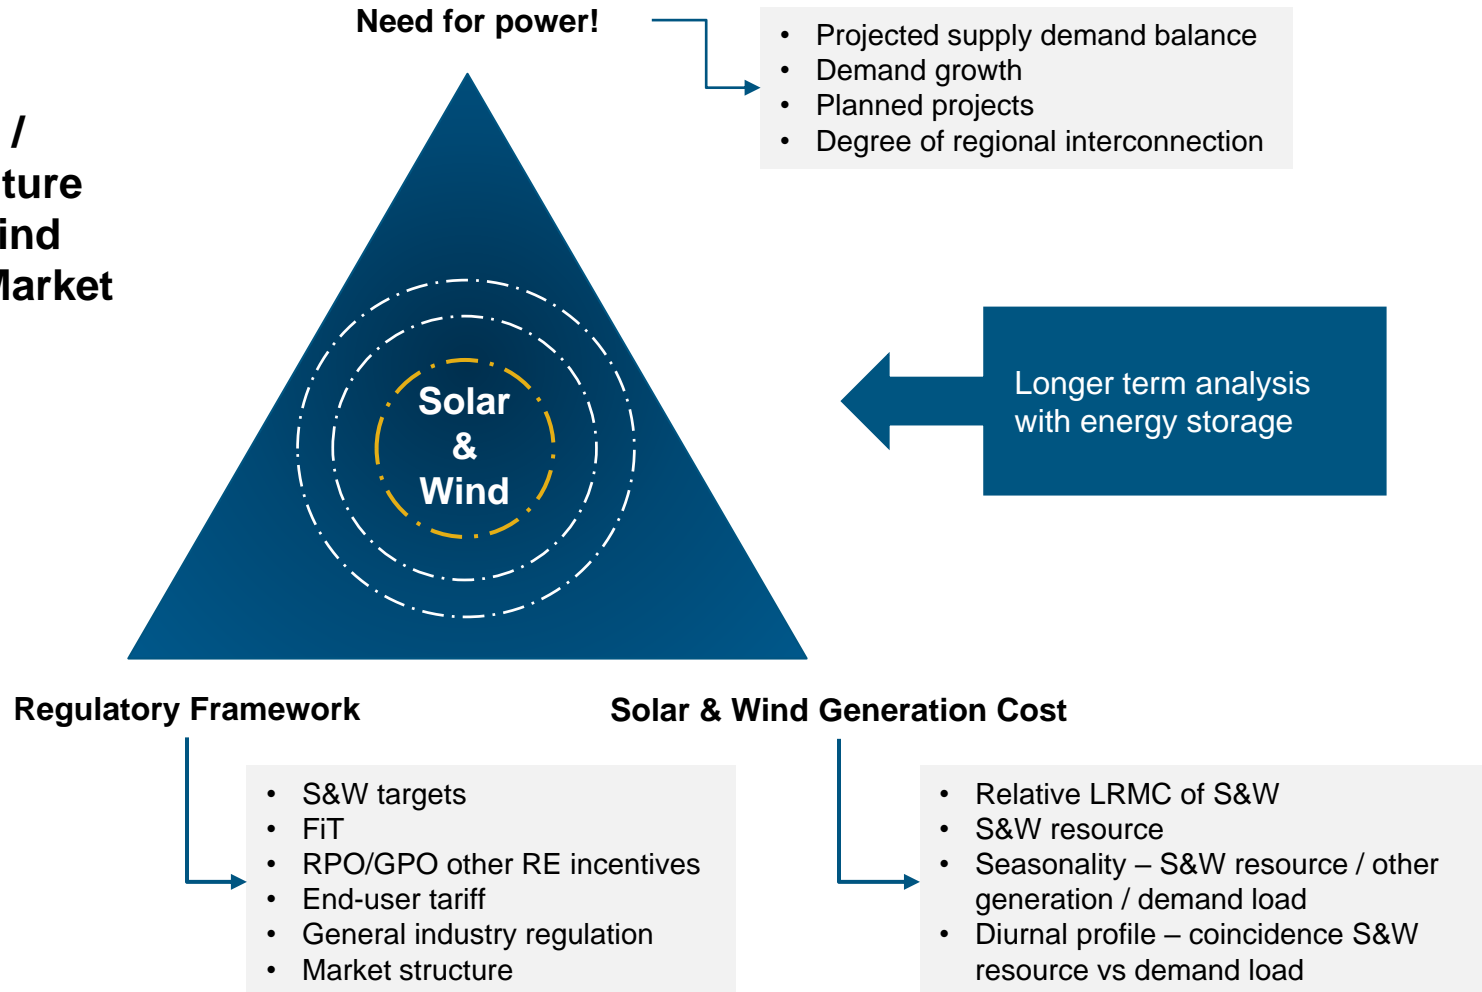 Need for power!
• Projected supply demand balance
• Demand growth
• Planned projects
• Degree of regional interconnection
/
Market
Solar
&
Wind
Longer term analysis
with energy storage
Regulatory Framework
Solar & Wind Generation Cost
• S&W targets
• FiT
• RPO/GPO other RE incentives
• End-user tariff
• General industry regulation
• Market structure
• Relative LRMC of S&W
• S&W resource
• Seasonality – S&W resource / other
generation / demand load
• Diurnal profile – coincidence S&W
resource vs demand load